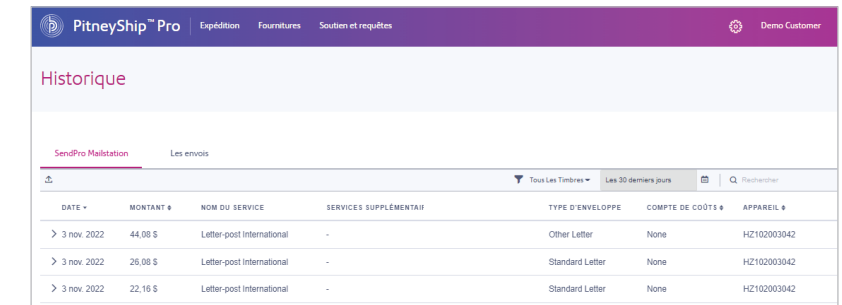 PitneyShip™ Pro Expédition Fournitures Soutien et requêtes Demo Customer
Historique
SendPro Mailstation Les envois
Tous Les Timbres Les 30 derniers jours Rechercher
DATE MONTANT NOM DU SERVICE SERVICES SUPPLÉMENTAIF TYPE D'ENVELOPPE COMPTE DE COÛTS APPAREIL
3 nov. 2022 44,08 $ Letter-post International - Other Letter None HZ102003042
3 nov. 2022 26,08 $ Letter-post International - Standard Letter None HZ102003042
3 nov. 2022 22,16 $ Letter-post International - Standard Letter None HZ102003042